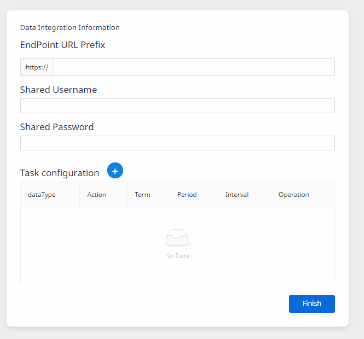 Data Integration Information
EndPoint URL Prefix
https://
Shared Username
Shared Password
Task configuration +
dataType Action Term Period Interval Operation
No Data
Finish